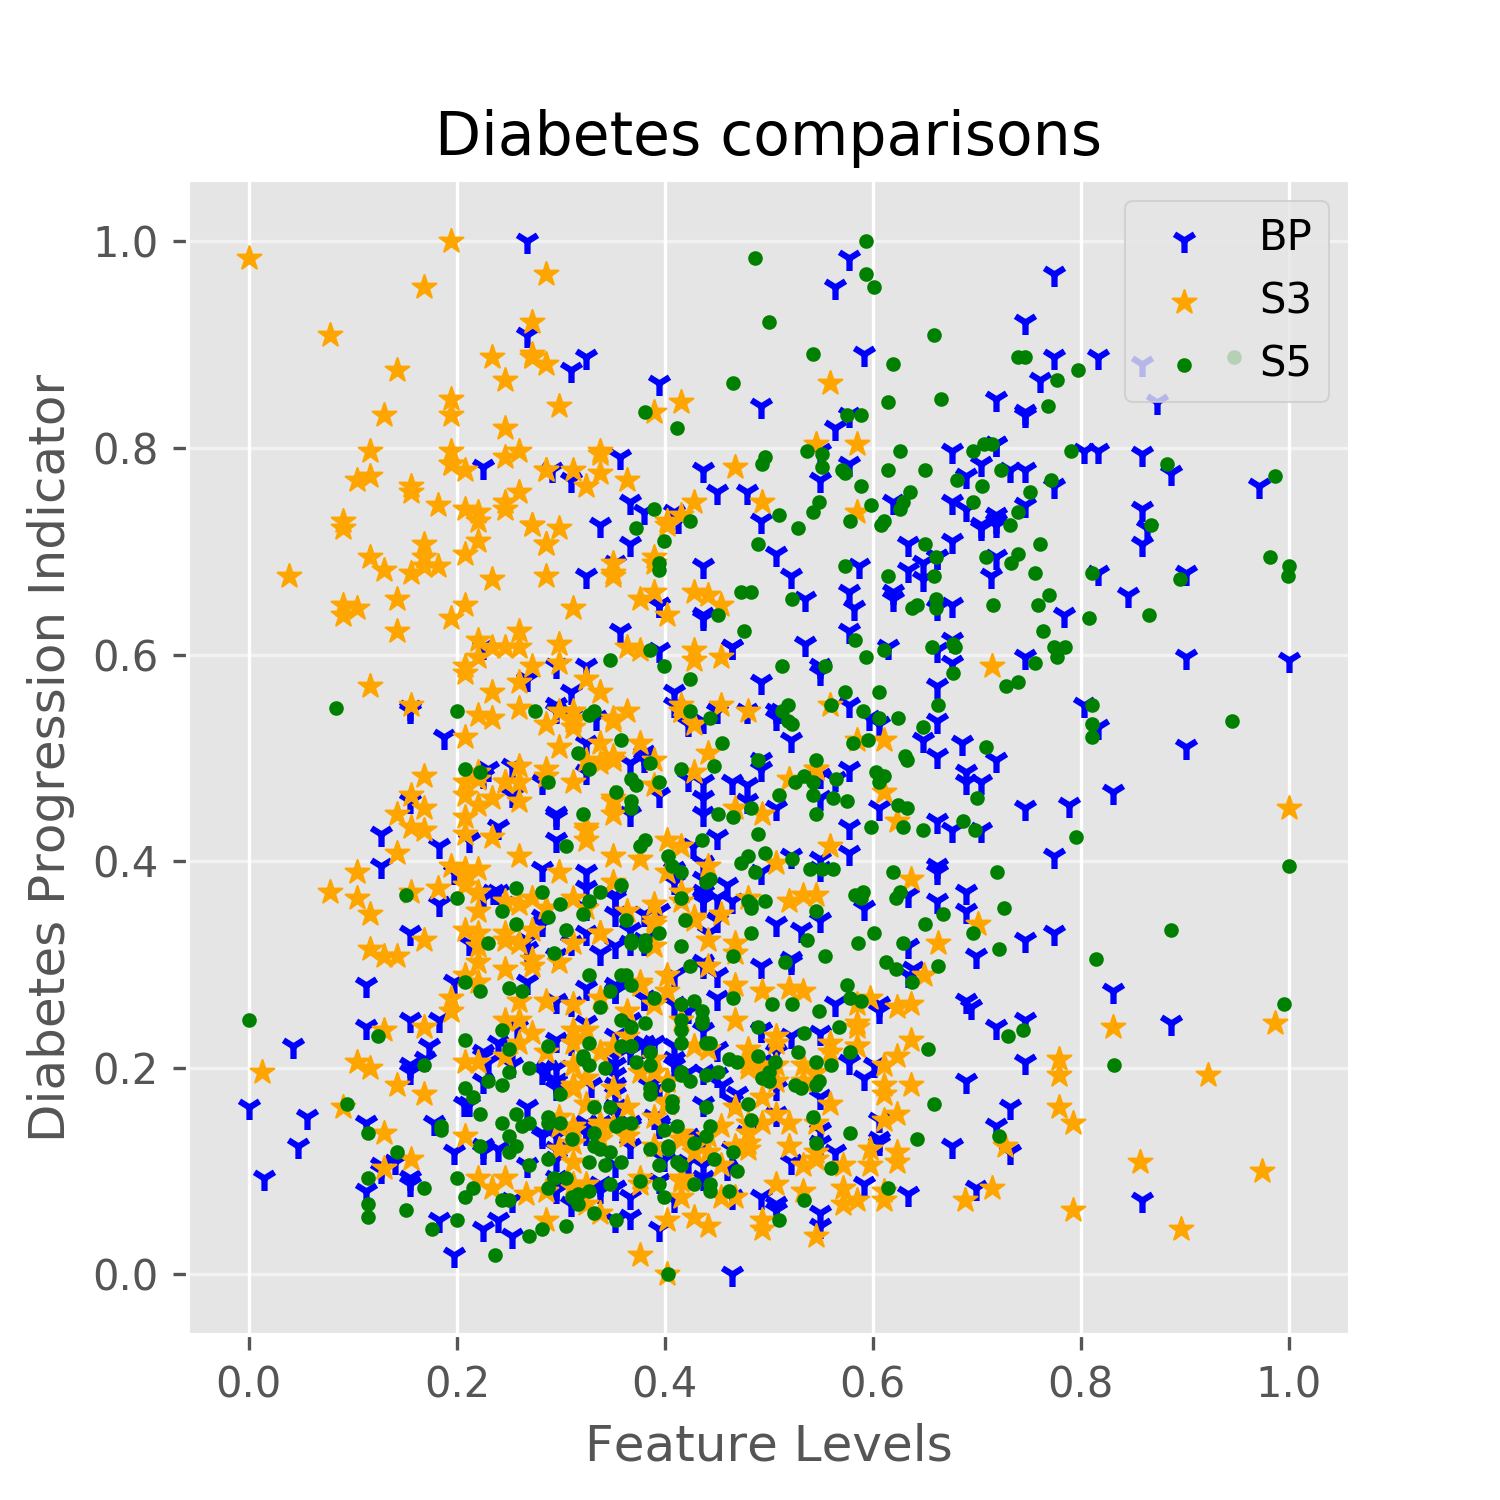 Diabetes comparisons
BP
S3
S5
1.0
0.8
0.6
0.4
0.2
0.0
Diabetes Progression Indicator
0.0 0.2 0.4 0.6 0.8 1.0
Feature Levels